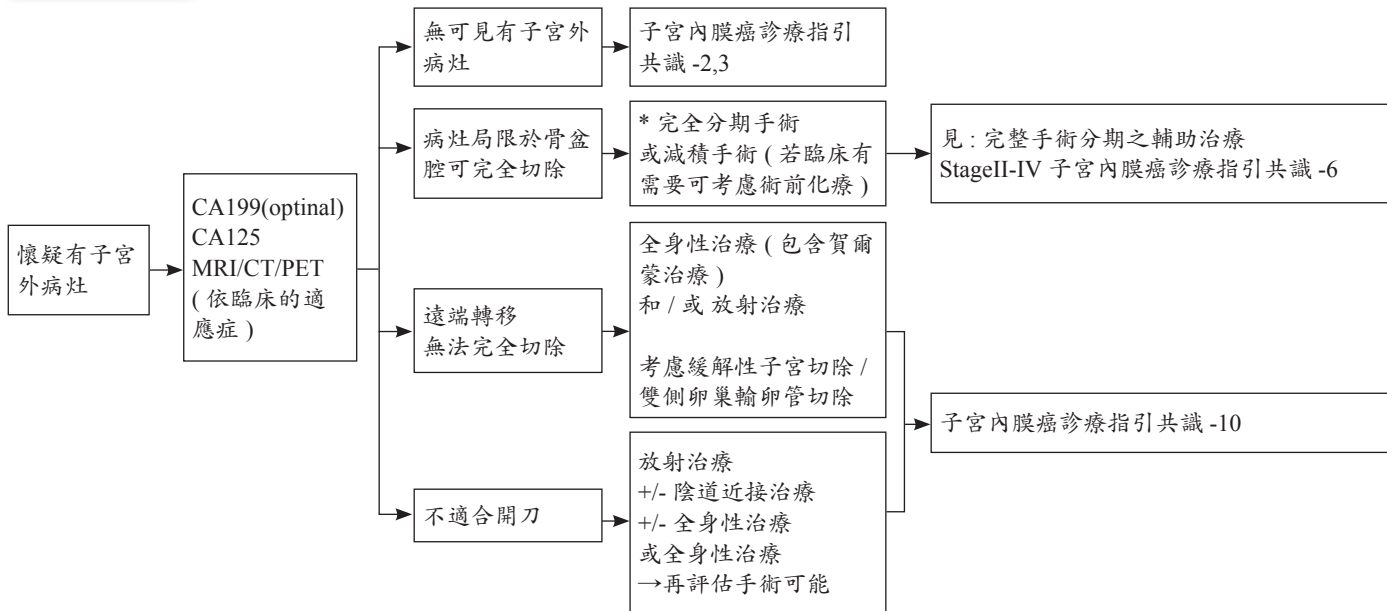 懷疑有子宮
外病灶
CA199(optinal)
CA125
MRI/CT/PET
( 依臨床的適
應症 )
無可見有子宮外
病灶
子宮內膜癌診療指引
共識 -2,3
病灶局限於骨盆
腔可完全切除
* 完全分期手術
或減積手術 ( 若臨床有
需要可考慮術前化療 )
見 : 完整手術分期之輔助治療
StageII-IV 子宮內膜癌診療指引共識 -6
遠端轉移
無法完全切除
全身性治療 ( 包含賀爾
蒙治療 )
和 / 或 放射治療
考慮緩解性子宮切除 /
雙側卵巢輸卵管切除
不適合開刀
放射治療
+/- 陰道近接治療
+/- 全身性治療
或全身性治療
→再評估手術可能
子宮內膜癌診療指引共識 -10